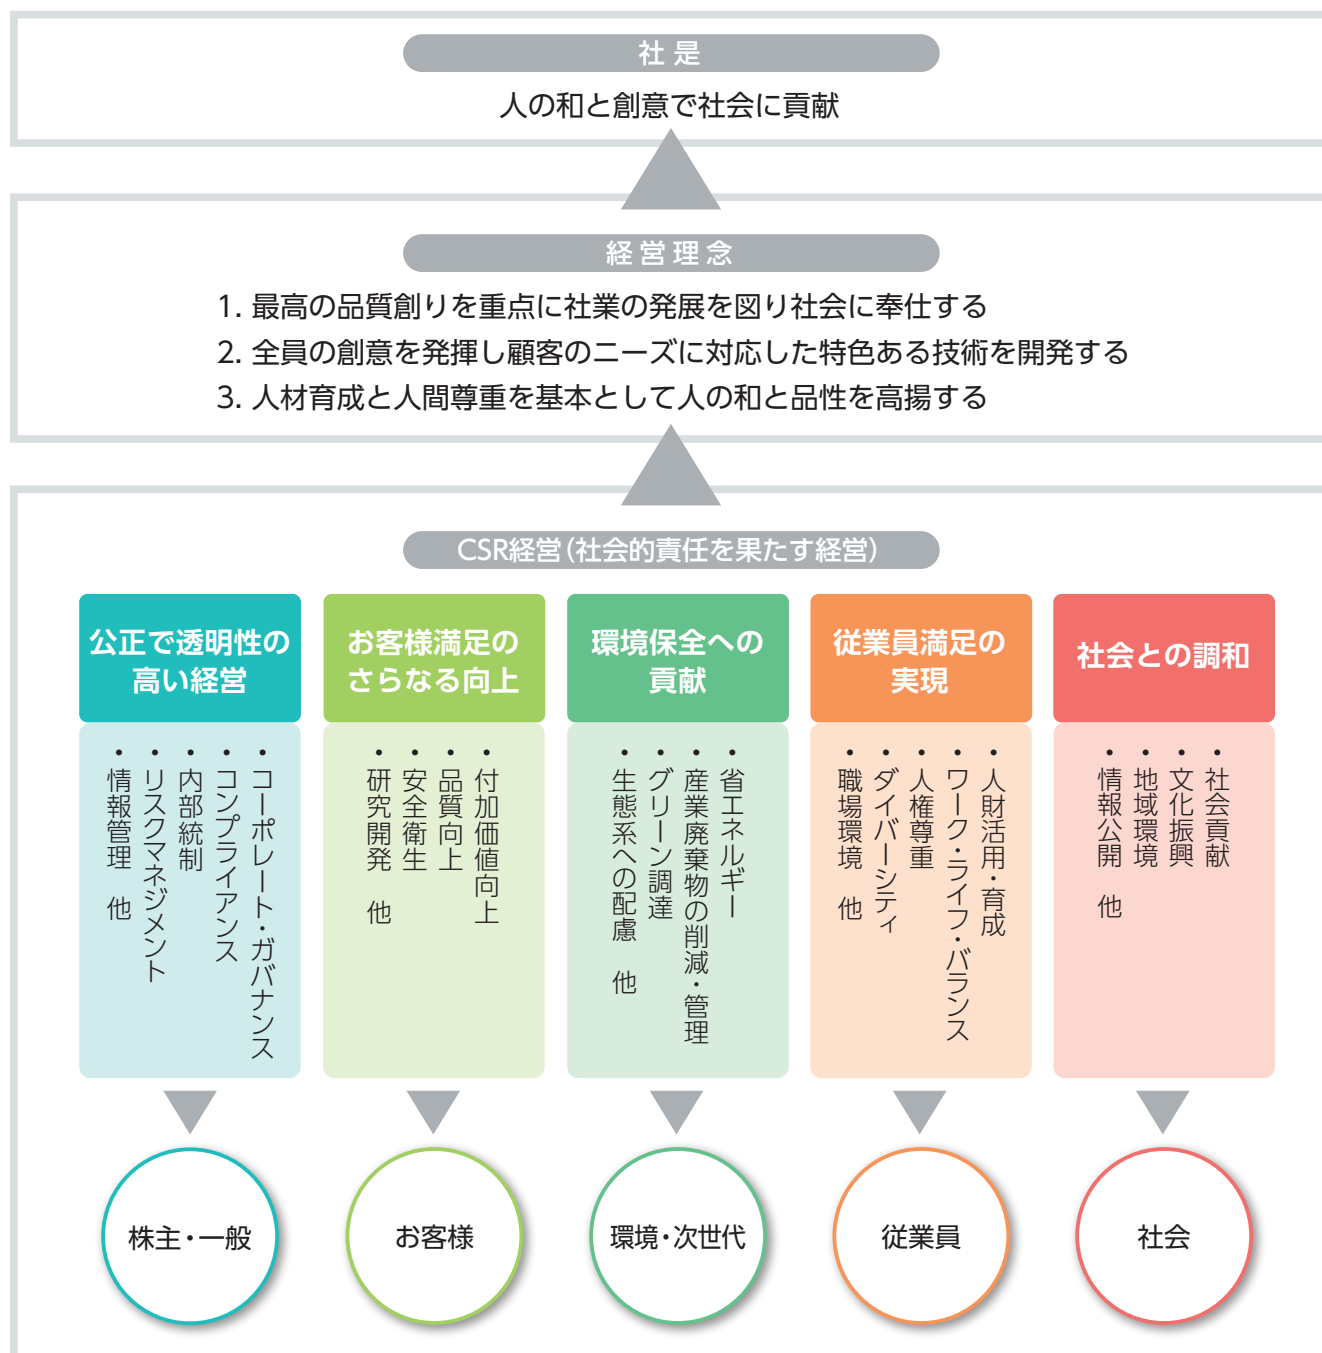 社是
人の和と創意で社会に貢献
経営理念
1. 最高の品質創りを重点に社業の発展を図り社会に奉仕する
2. 全員の創意を発揮し顧客のニーズに対応した特色ある技術を開発する
3. 人材育成と人間尊重を基本として人の和と品性を高揚する
CSR経営(社会的責任を果たす経営)
公正で透明性の
高い経営
・コーポレート・ガバナンス
・コンプライアンス
・内部統制
・リスクマネジメント
・情報管理 他
株主・一般
お客様満足の
さらなる向上
・付加価値向上
・品質向上
・安全衛生
・研究開発 他
お客様
環境保全への
貢献
・省エネルギー
・産業廃棄物の削減・管理
・グリーン調達
・生態系への配慮 他
環境・次世代
従業員満足の
実現
・人財活用・育成
・ワーク・ライフ・バランス
・人権尊重
・ダイバーシティ
・職場環境 他
従業員
社会との調和
・社会貢献
・文化振興
・地域環境
・情報公開 他
社会